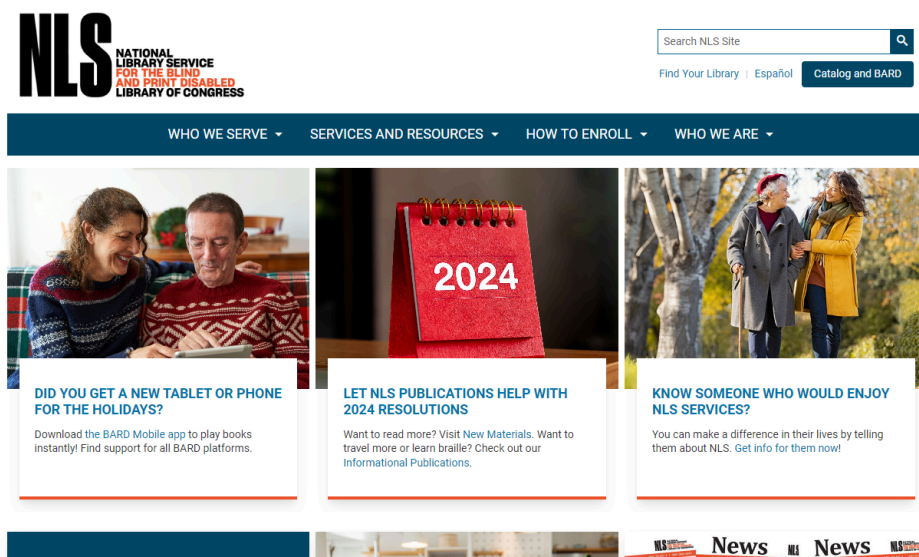 NLS
NATIONAL
LIBRARY SERVICE
FOR THE BLIND
AND PRINT DISABLED
LIBRARY OF CONGRESS
Search NLS Site
Find Your Library | Español
Catalog and BARD
WHO WE SERVE
SERVICES AND RESOURCES
HOW TO ENROLL
WHO WE ARE
2024
DID YOU GET A NEW TABLET OR PHONE
FOR THE HOLIDAYS?
Download the BARD Mobile app to play books
instantly! Find support for all BARD platforms.
LET NLS PUBLICATIONS HELP WITH
2024 RESOLUTIONS
Want to read more? Visit New Materials. Want to
travel more or learn braille? Check out our
Informational Publications.
KNOW SOMEONE WHO WOULD ENJOY
NLS SERVICES?
You can make a difference in their lives by telling
them about NLS. Get info for them now!
NLS News NLS News NLS